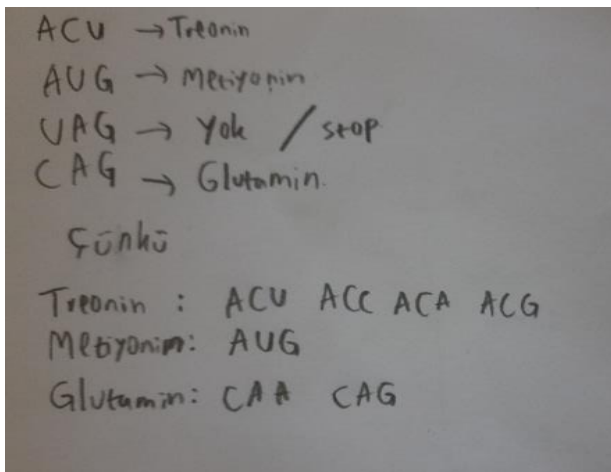 ACU → Treonin
AUG → Metiyonin
UAG → Yok / stop
CAG → Glutamin.
Çünkü
Treonin : ACU ACC ACA ACG
Metiyonin: AUG
Glutamin: CAA CAG